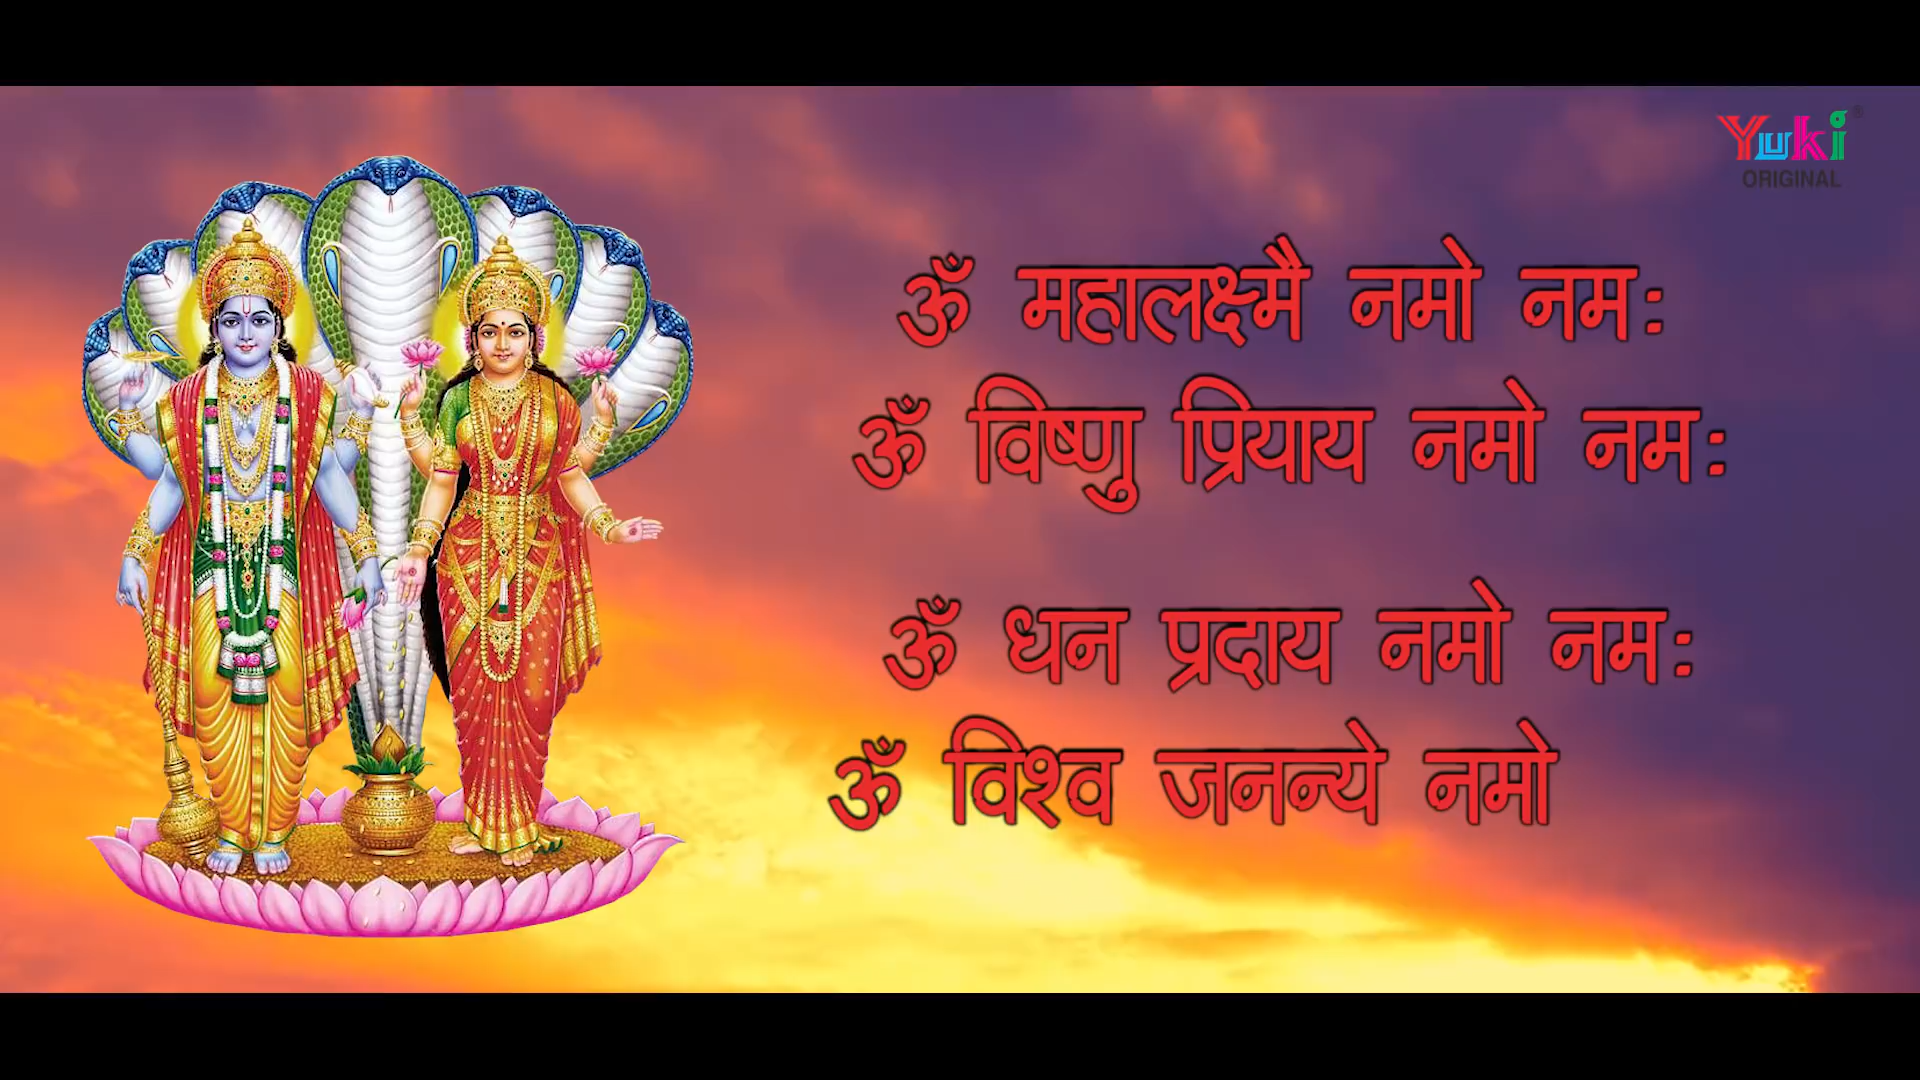 Yuki®
ORIGINAL
ॐ महालक्ष्मै नमो नमः
ॐ विष्णु प्रियाय नमो नमः
ॐ धन प्रदाय नमो नमः
ॐ विश्व जनन्ये नमो